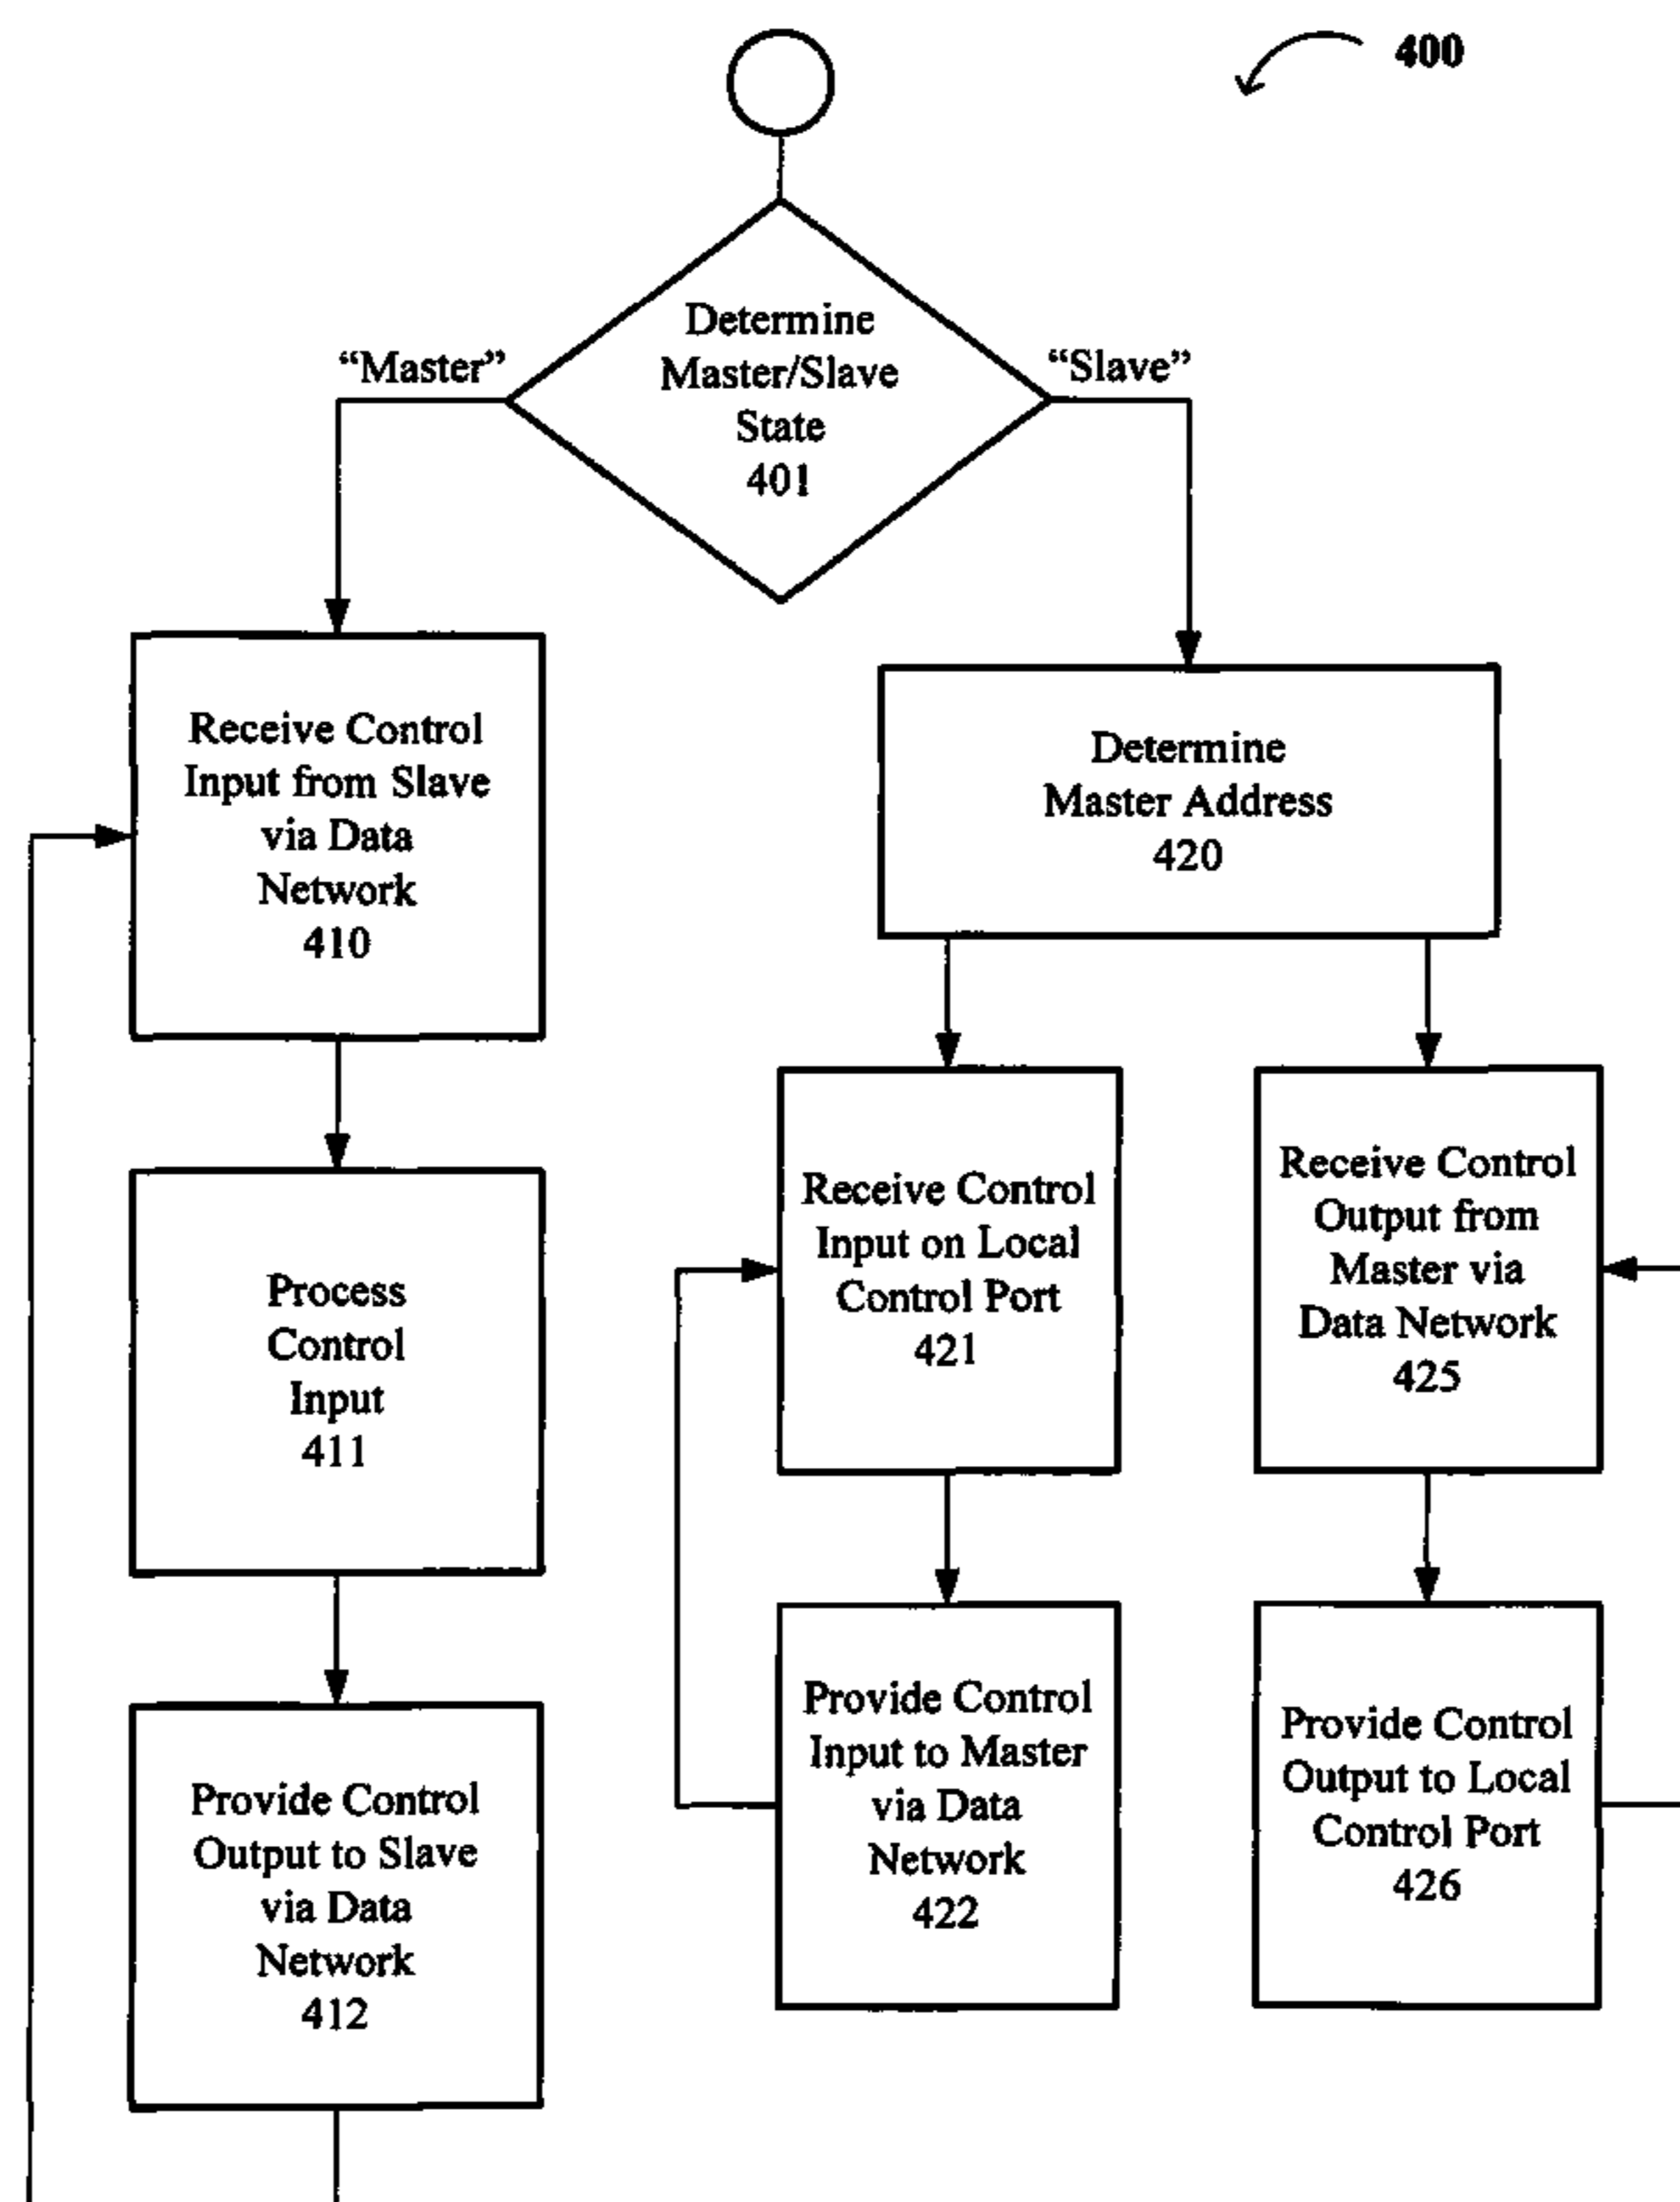 400
Determine
Master/Slave
State
401
“Master”
“Slave”
Receive Control
Input from Slave
via Data
Network
410
Process
Control
Input
411
Provide Control
Output to Slave
via Data
Network
412
Determine
Master Address
420
Receive Control
Input on Local
Control Port
421
Provide Control
Input to Master
via Data
Network
422
Receive Control
Output from
Master via
Data Network
425
Provide Control
Output to Local
Control Port
426